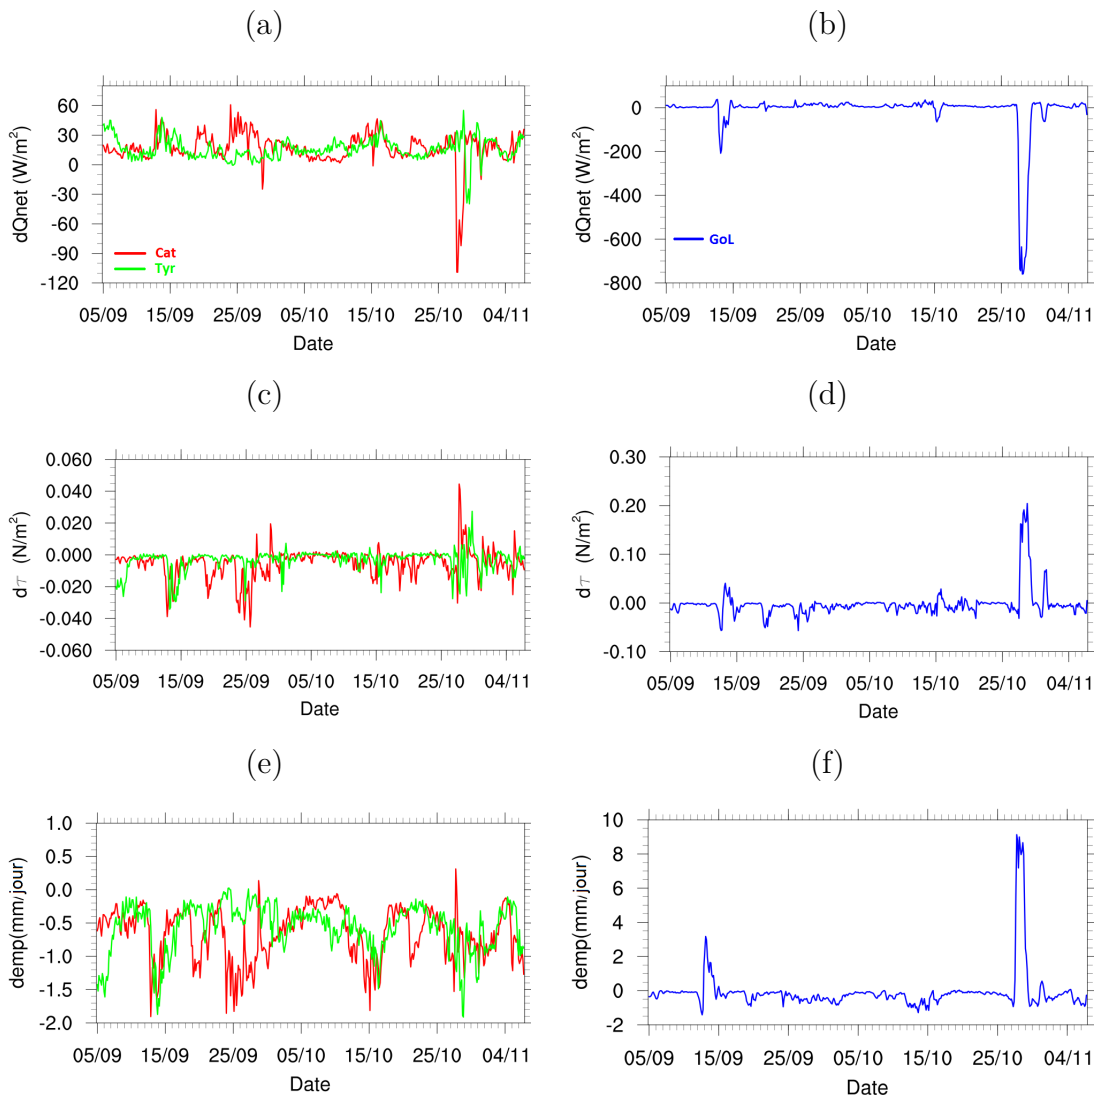 (a)
dQnet (W/m²)
60
30
0
-30
-60
-90
-120
Cat
Tyr
05/09 15/09 25/09 05/10 15/10 25/10 04/11
Date
(b)
dQnet (W/m²)
0
-200
-400
-600
-800
GoL
05/09 15/09 25/09 05/10 15/10 25/10 04/11
Date
(c)
dτ (N/m²)
0.060
0.040
0.020
0.000
-0.020
-0.040
-0.060
05/09 15/09 25/09 05/10 15/10 25/10 04/11
Date
(d)
dτ (N/m²)
0.30
0.20
0.10
0.00
-0.10
05/09 15/09 25/09 05/10 15/10 25/10 04/11
Date
(e)
demp(mm/jour)
1.0
0.5
0.0
-0.5
-1.0
-1.5
-2.0
05/09 15/09 25/09 05/10 15/10 25/10 04/11
Date
(f)
demp(mm/jour)
10
8
6
4
2
0
-2
05/09 15/09 25/09 05/10 15/10 25/10 04/11
Date